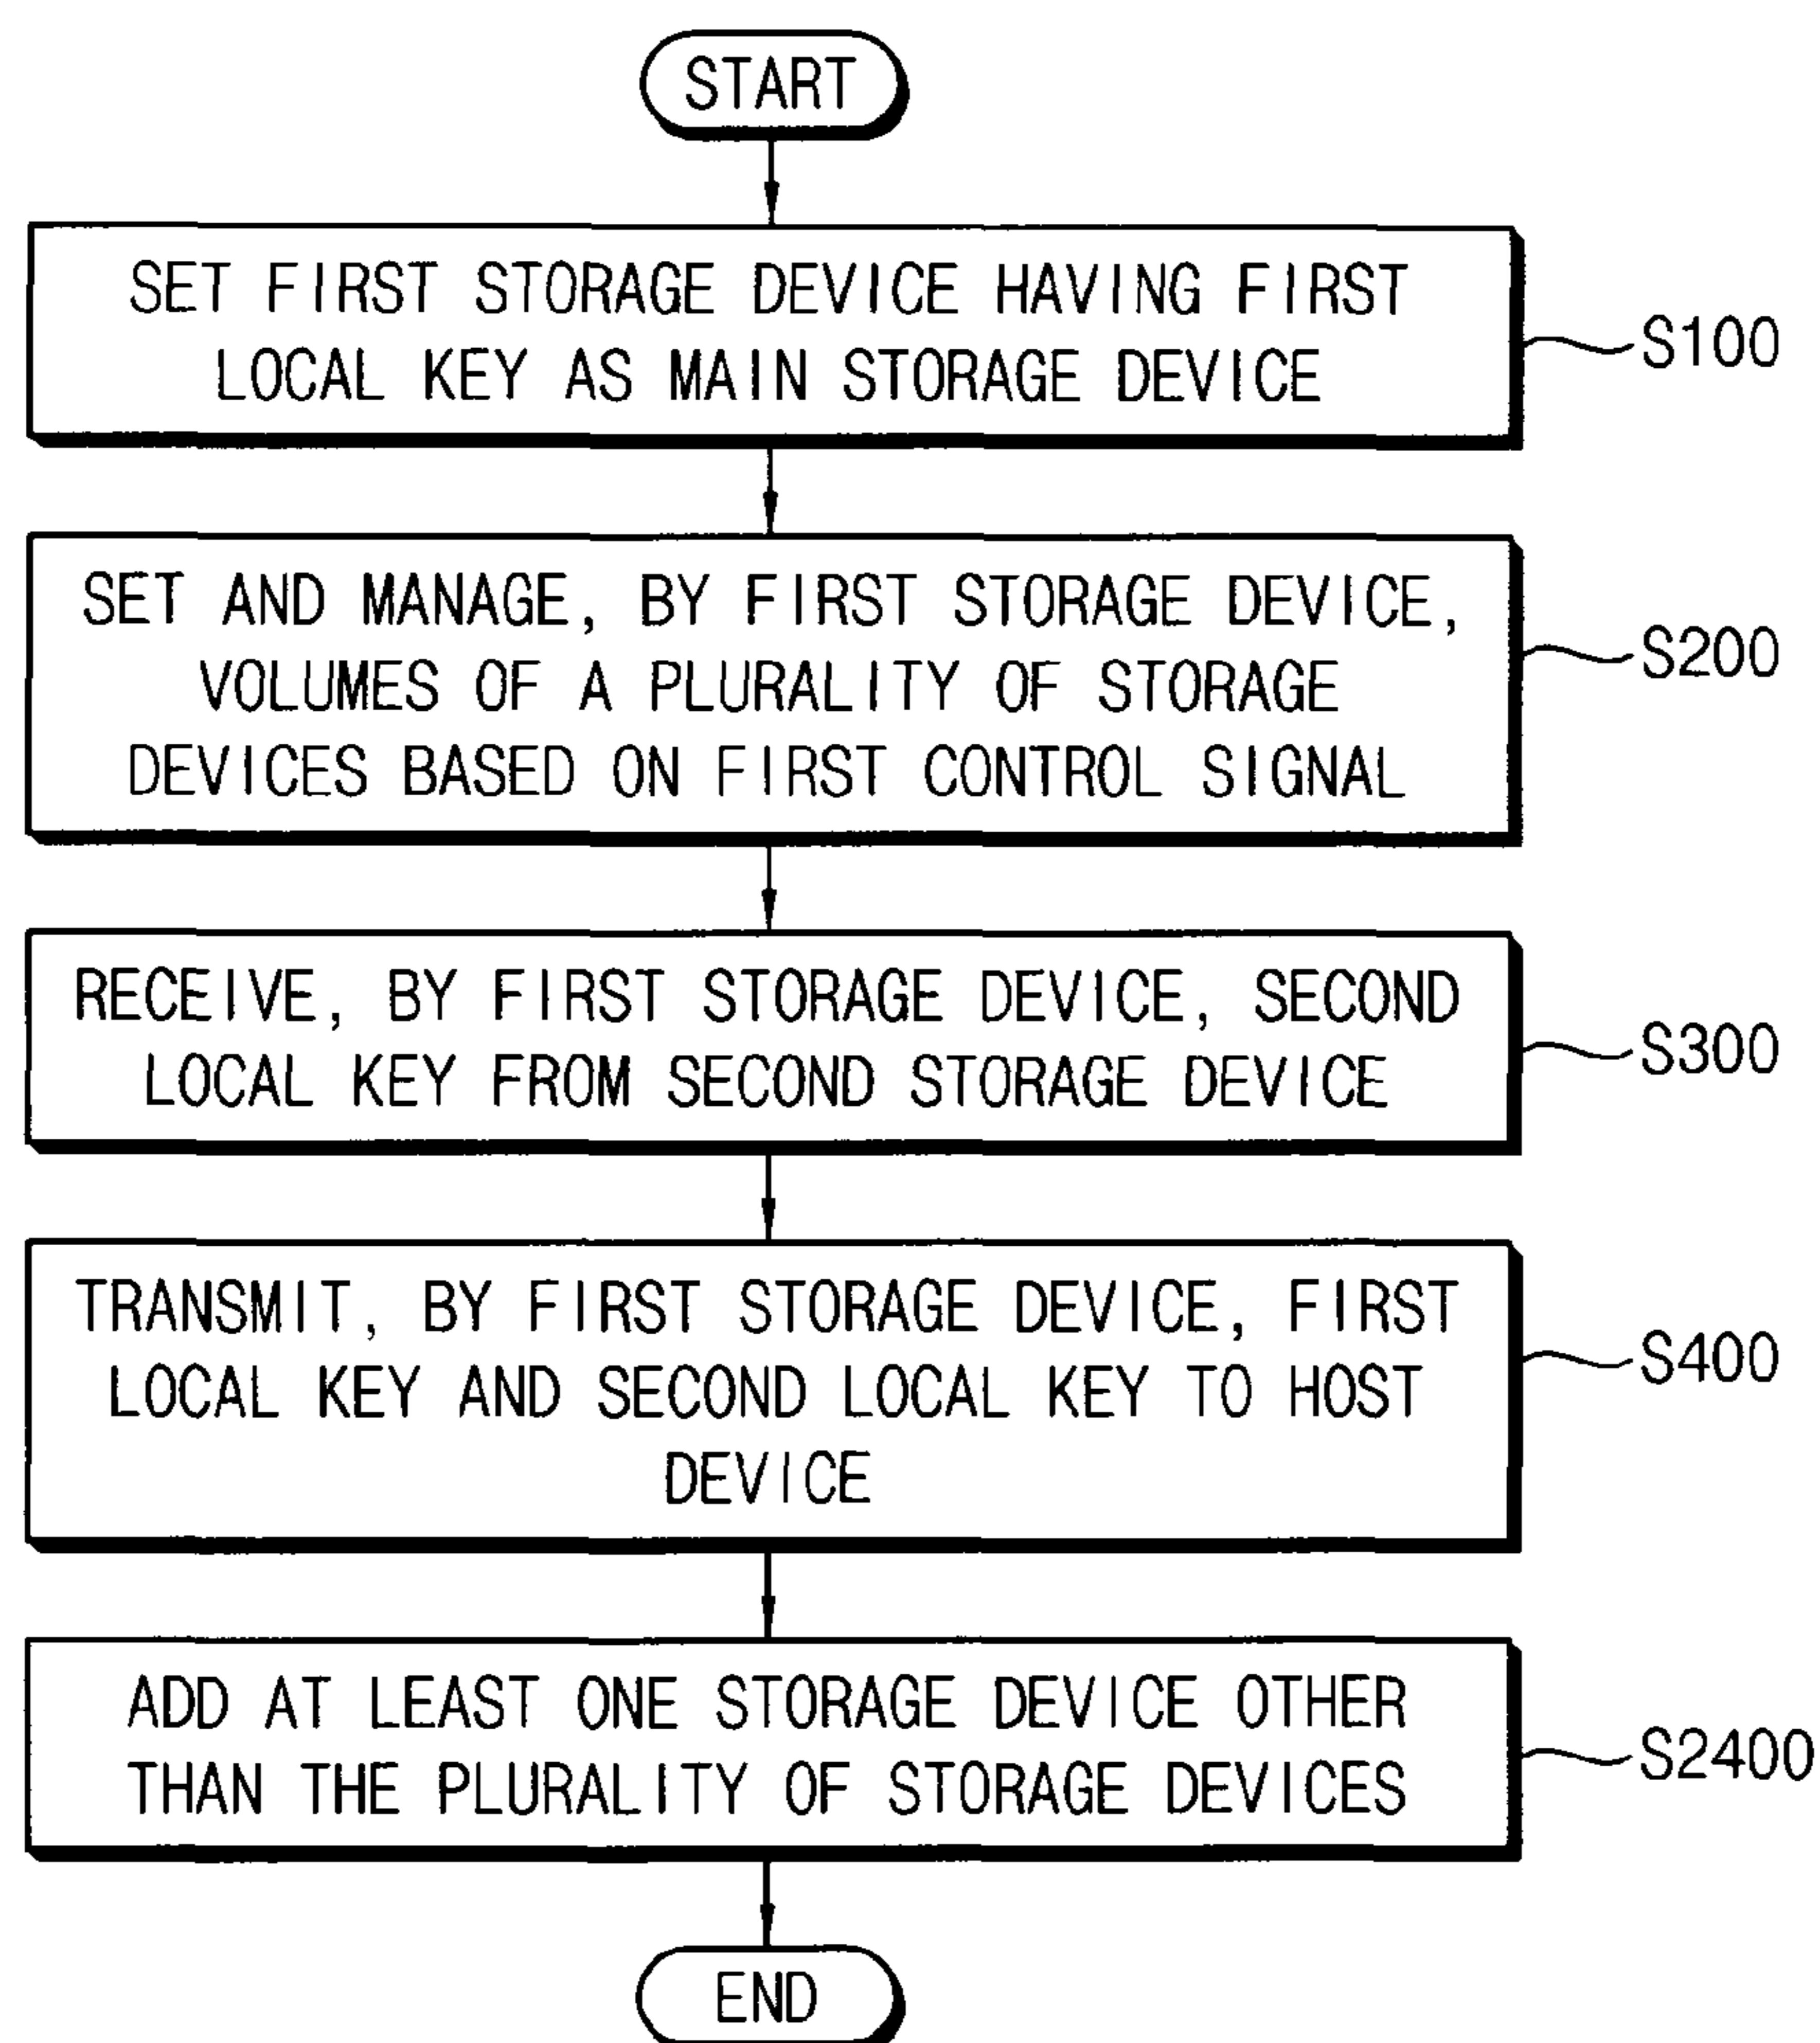 START
SET FIRST STORAGE DEVICE HAVING FIRST
LOCAL KEY AS MAIN STORAGE DEVICE
S100
SET AND MANAGE, BY FIRST STORAGE DEVICE,
VOLUMES OF A PLURALITY OF STORAGE
DEVICES BASED ON FIRST CONTROL SIGNAL
S200
RECEIVE, BY FIRST STORAGE DEVICE, SECOND
LOCAL KEY FROM SECOND STORAGE DEVICE
S300
TRANSMIT, BY FIRST STORAGE DEVICE, FIRST
LOCAL KEY AND SECOND LOCAL KEY TO HOST
DEVICE
S400
ADD AT LEAST ONE STORAGE DEVICE OTHER
THAN THE PLURALITY OF STORAGE DEVICES
S2400
END